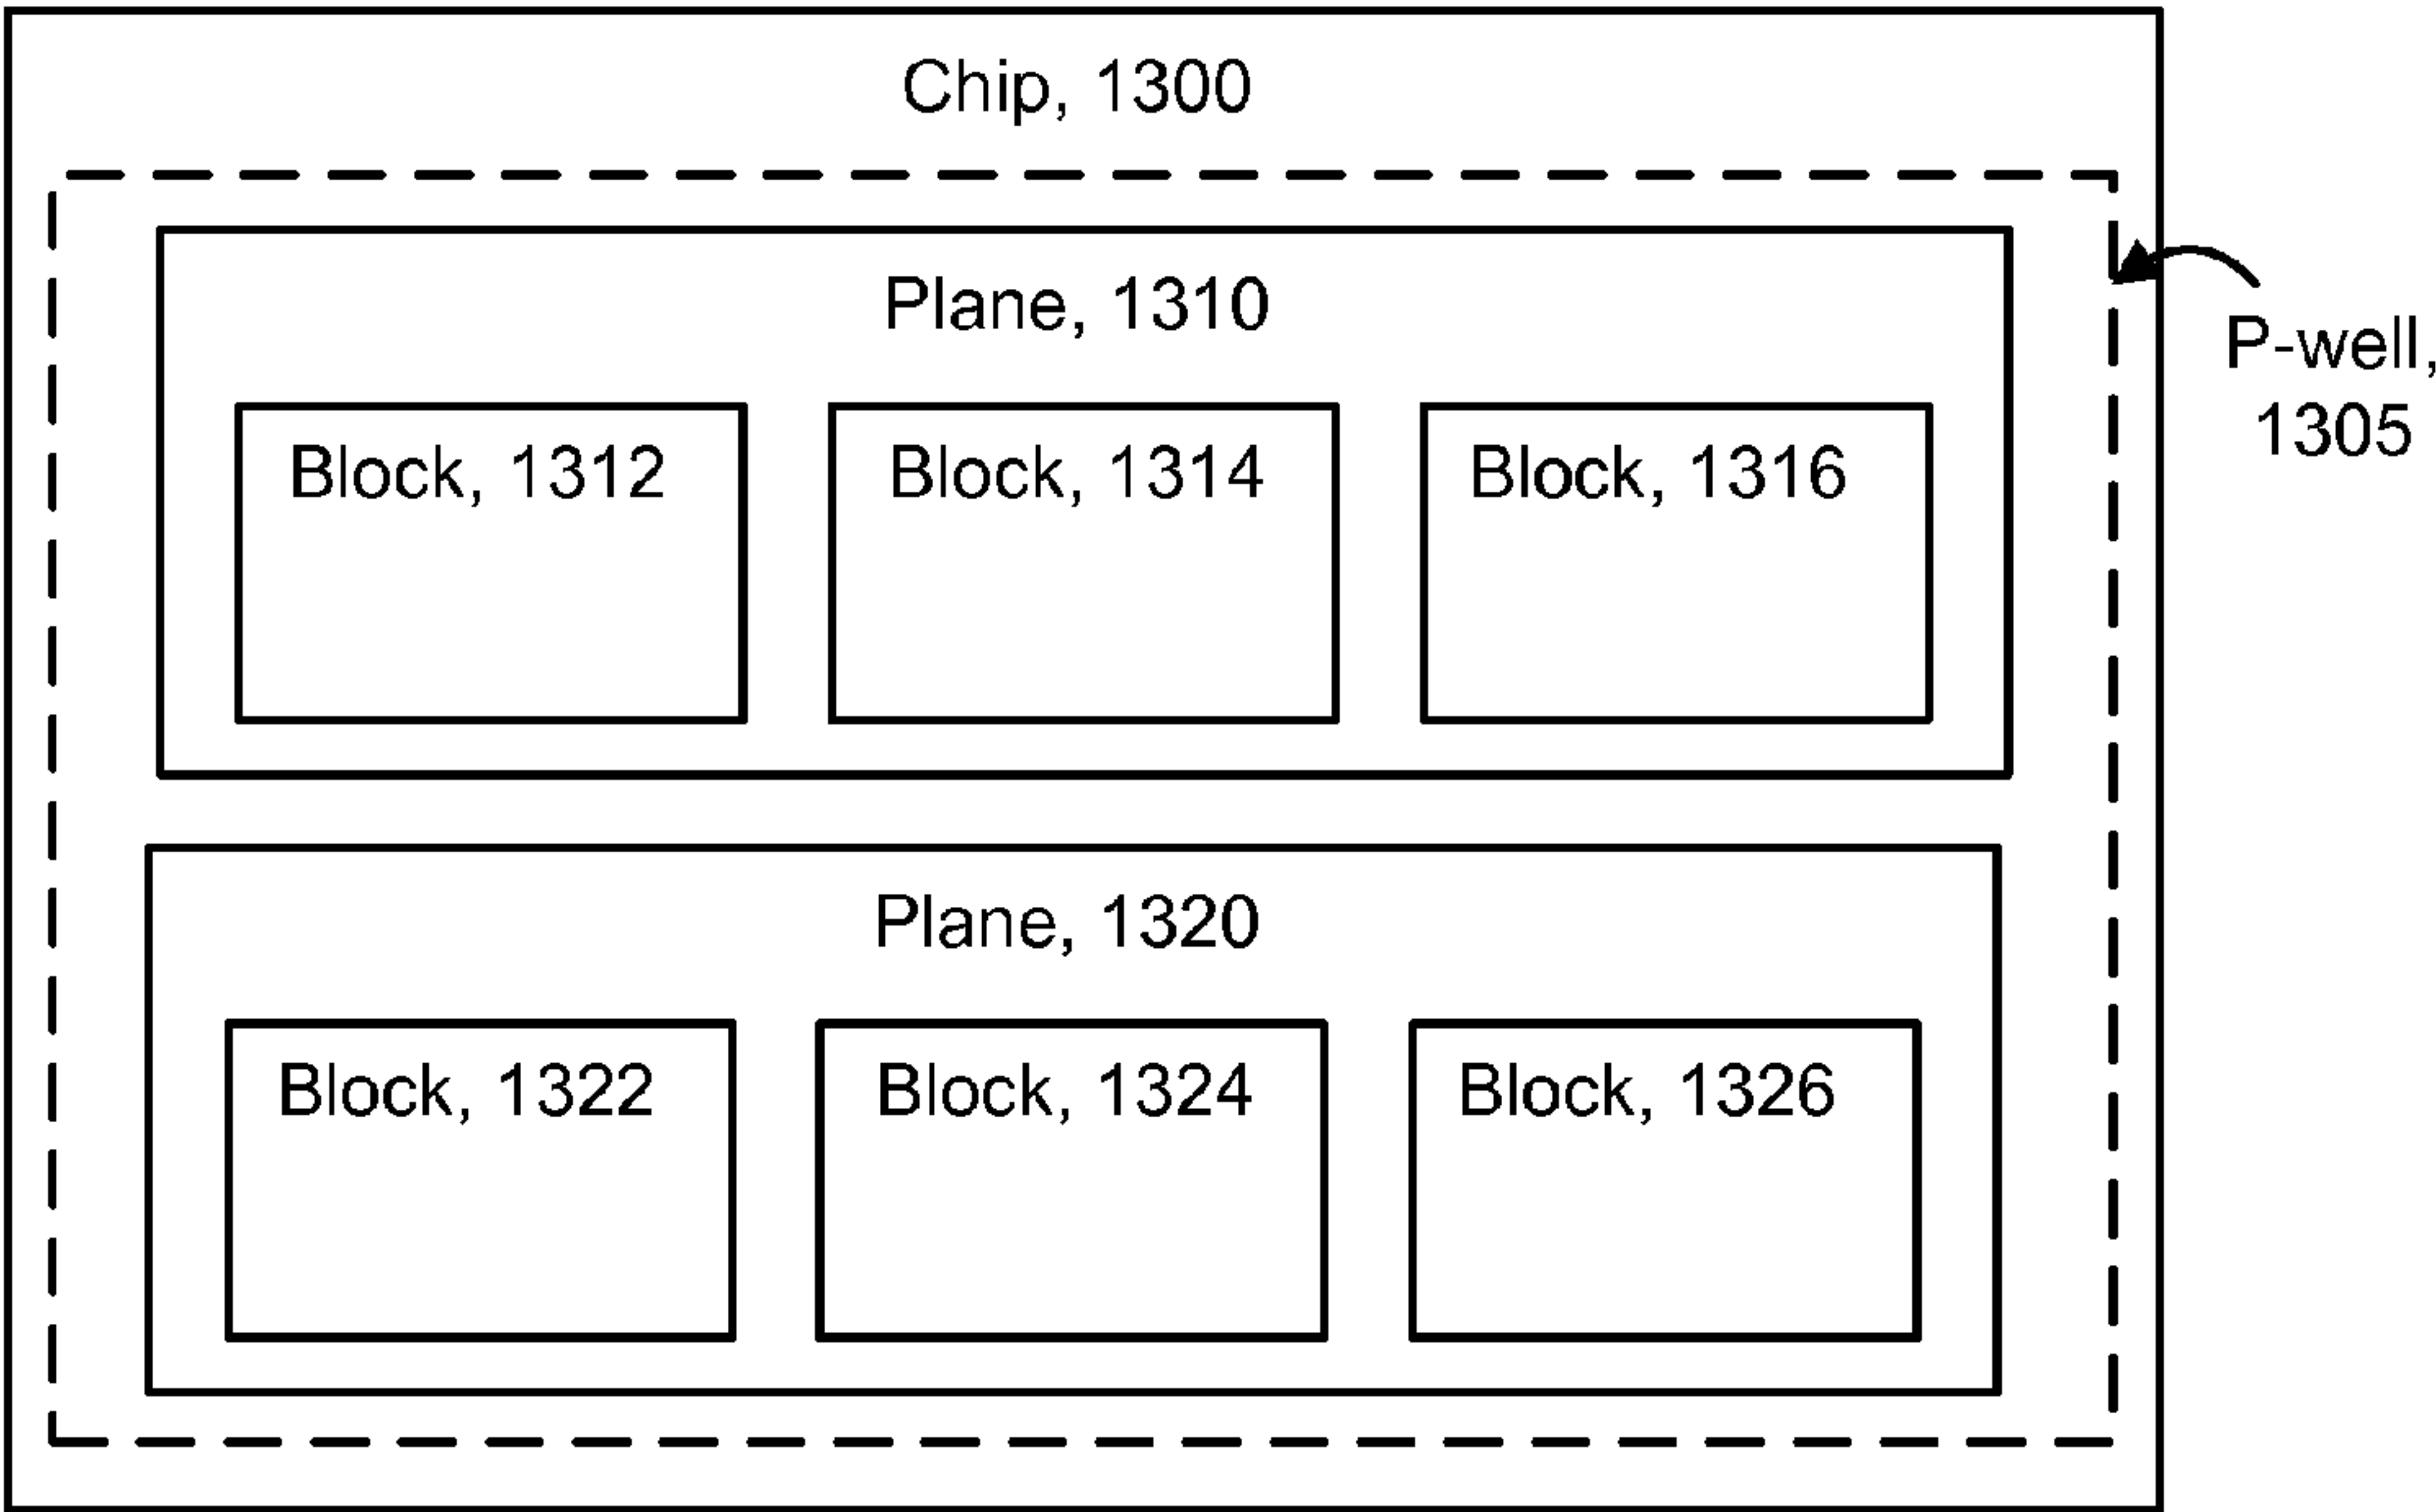 Chip, 1300
Plane, 1310
P-well,
1305
Block, 1312
Block, 1314
Block, 1316
Plane, 1320
Block, 1322
Block, 1324
Block, 1326